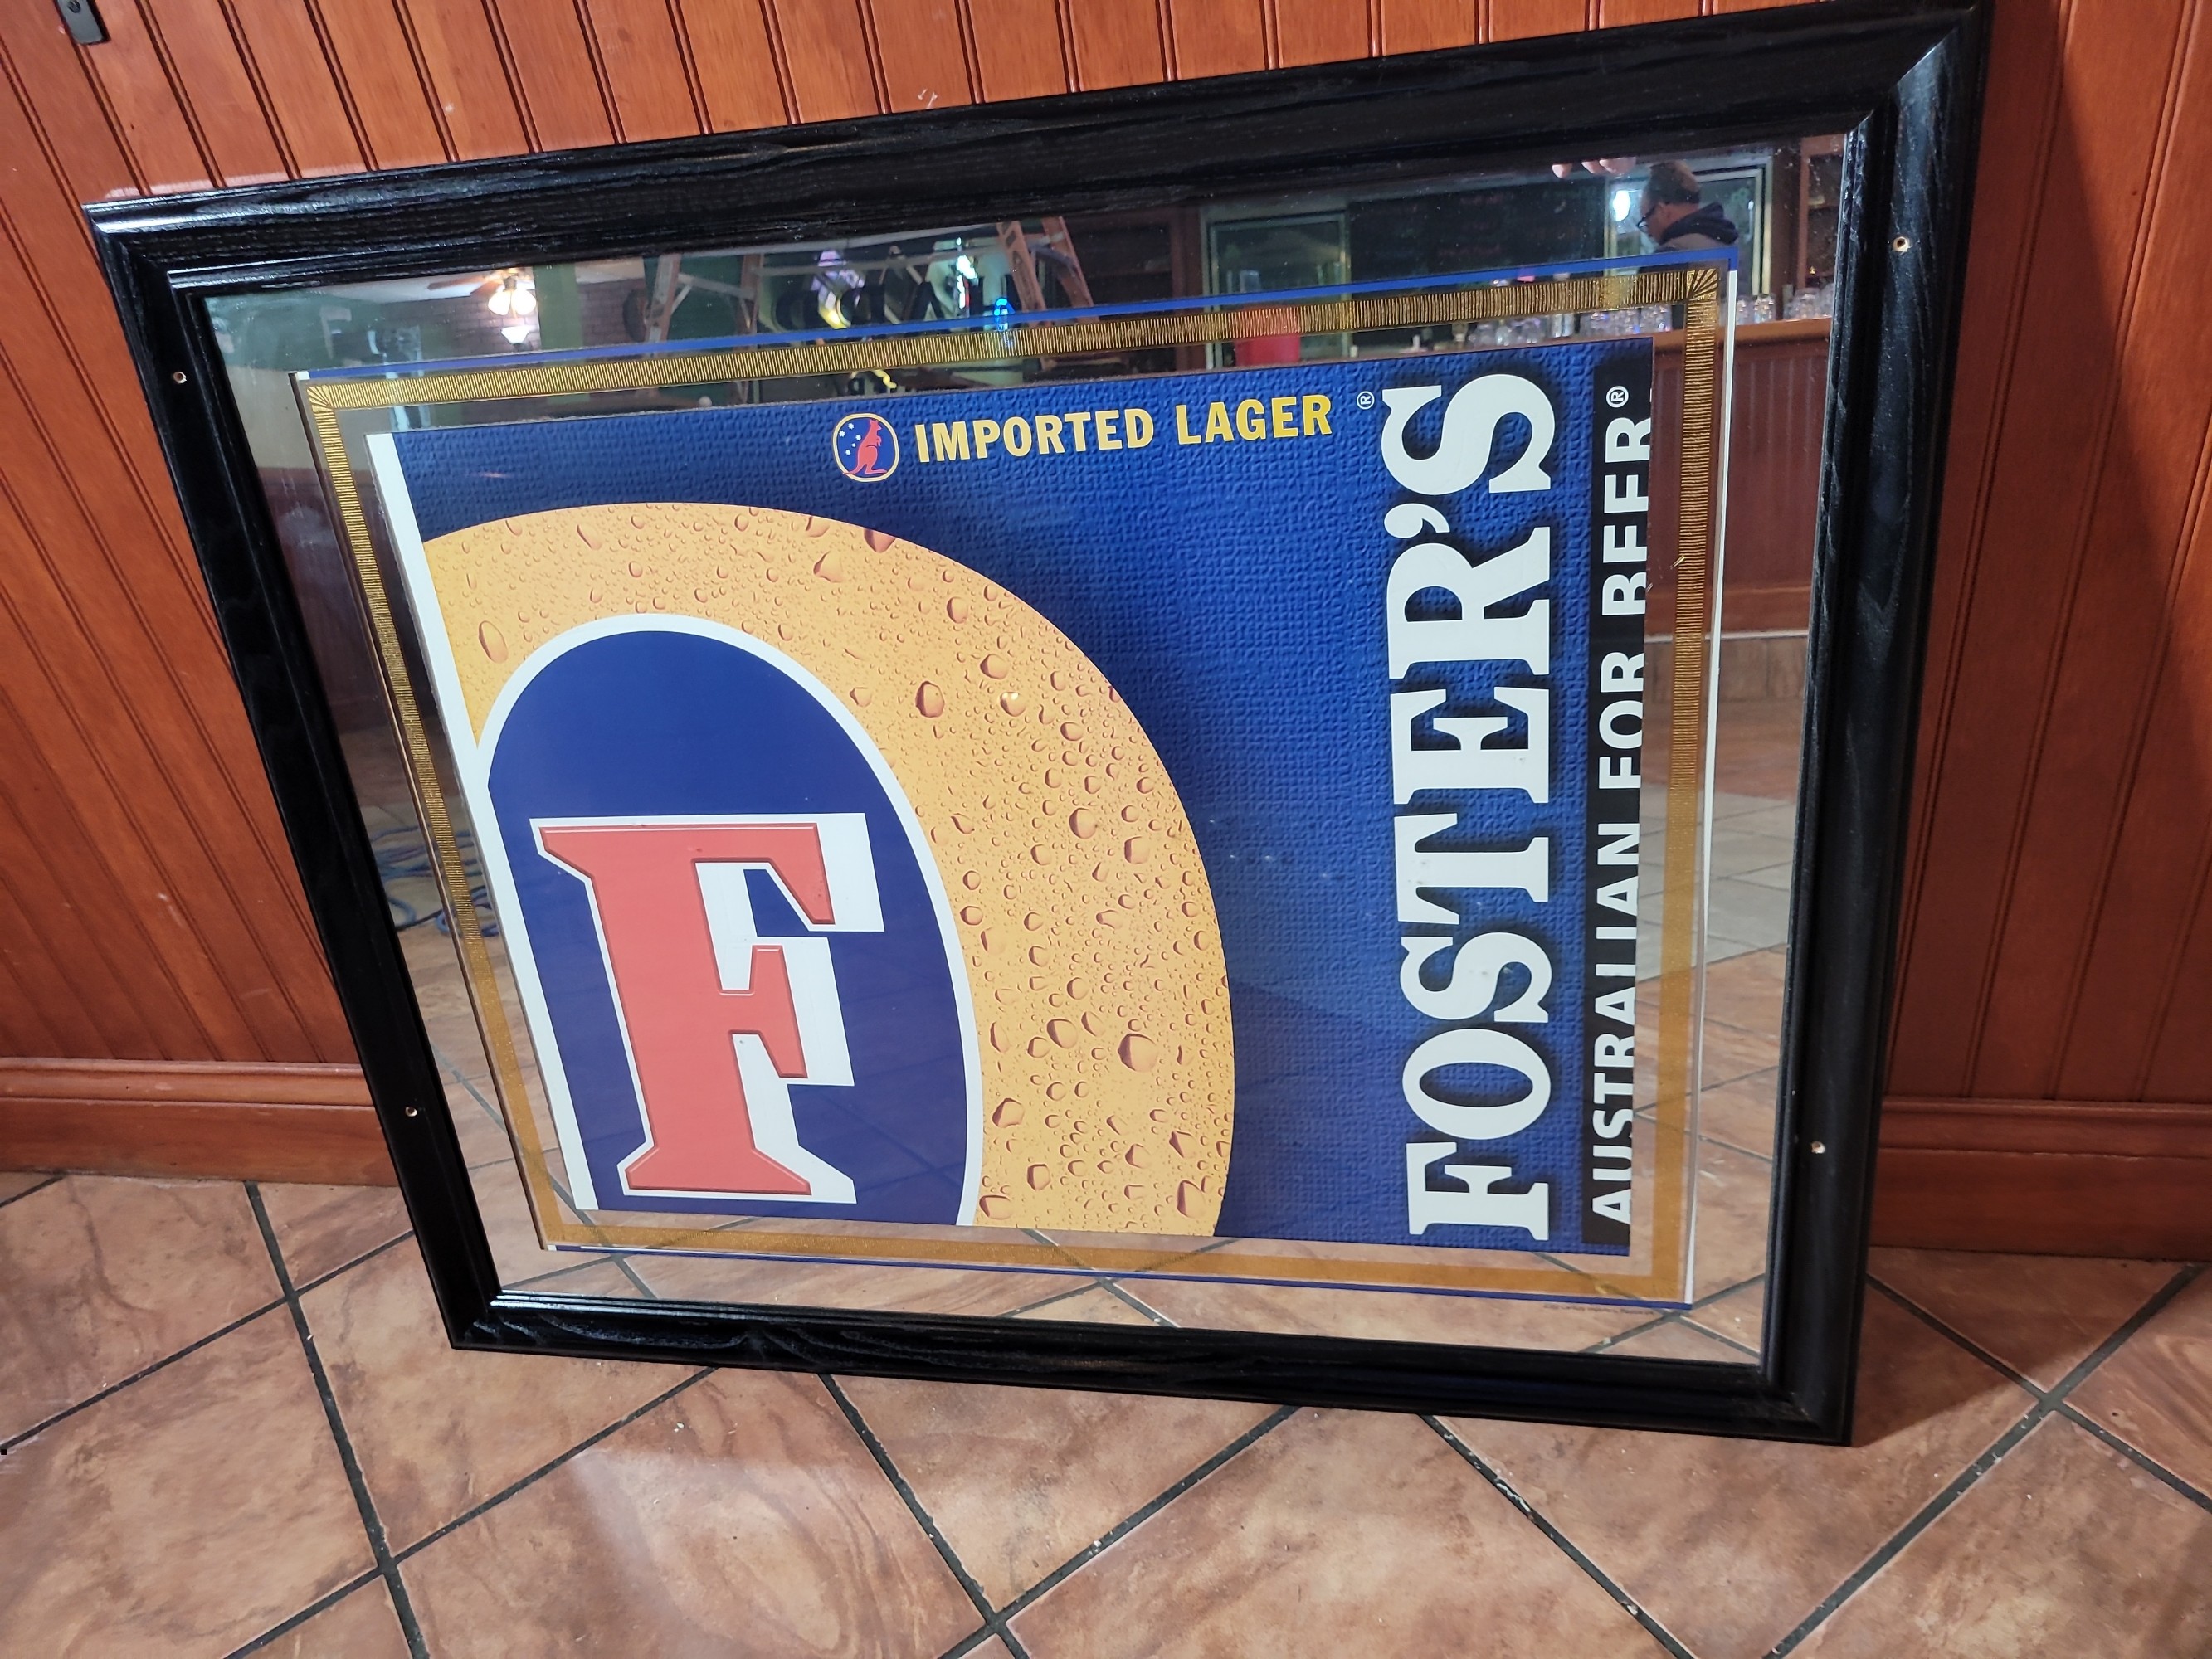 IMPORTED LAGER ®
F
FOSTER'S
AUSTRALIAN FOR BEER®